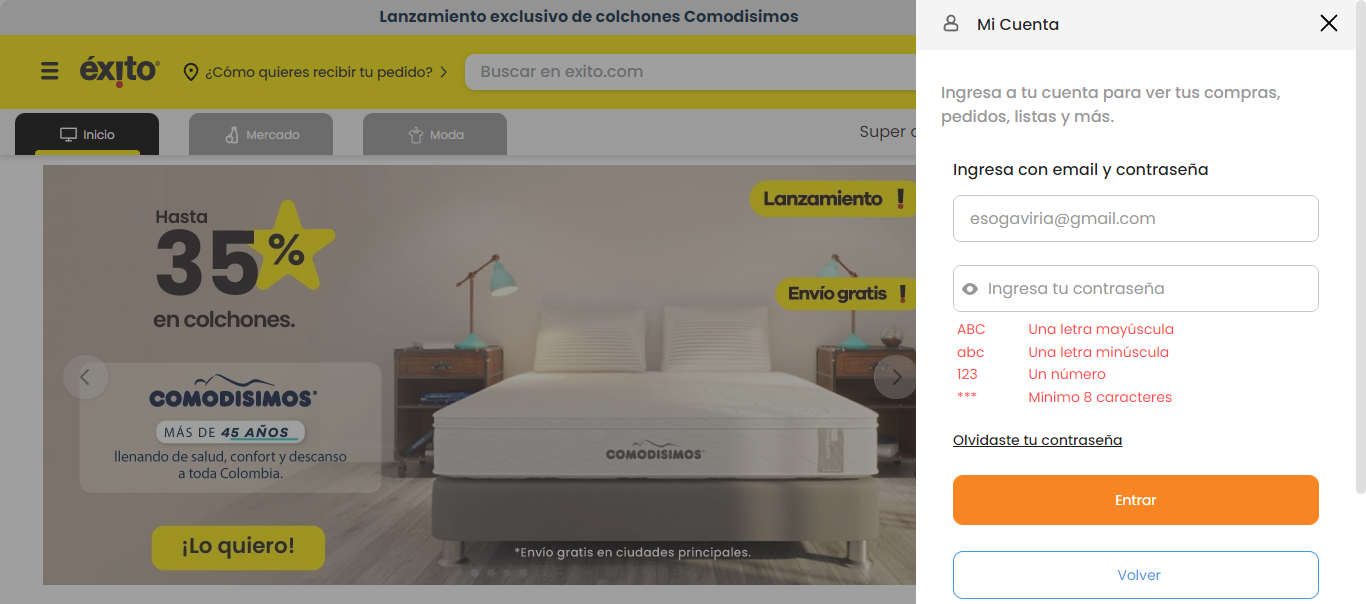 Lanzamiento exclusivo de colchones Comodisimos
éxito
¿Cómo quieres recibir tu pedido?
Buscar en exito.com
Inicio
Mercado
Moda
Super
Hasta
35%
en colchones.
COMODISIMOS
MÁS DE 45 AÑOS
llenando de salud, confort y descanso
a toda Colombia.
¡Lo quiero!
Lanzamiento !
Envío gratis !
COMODISIMOS
*Envío gratis en ciudades principales.
Mi Cuenta
Ingresa a tu cuenta para ver tus compras,
pedidos, listas y más.
Ingresa con email y contraseña
esogaviria@gmail.com
Ingresa tu contraseña
ABC Una letra mayúscula
abc Una letra minúscula
123 Un número
*** Mínimo 8 caracteres
Olvidaste tu contraseña
Entrar
Volver